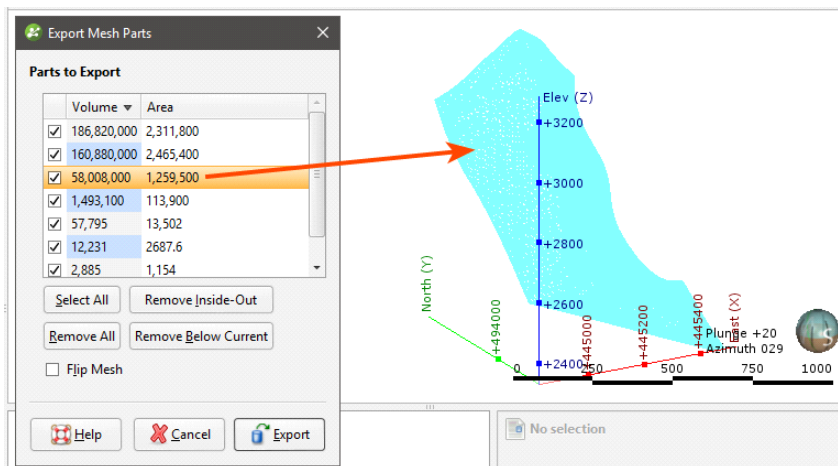 Export Mesh Parts
Parts to Export
Volume Area
186,820,000 2,311,800
160,880,000 2,465,400
58,008,000 1,259,500
1,493,100 113,900
57,795 13,502
12,231 2687.6
2,885 1,154
Select All Remove Inside-Out
Remove All Remove Below Current
Flip Mesh
Help Cancel Export
Elev (Z)
+3200
+3000
+2800
+2600
+2400
North (Y)
+494000
+445000
+445200
+445400
East (X)
Plunge +20
Azimuth 029
0 250 500 750 1000
No selection